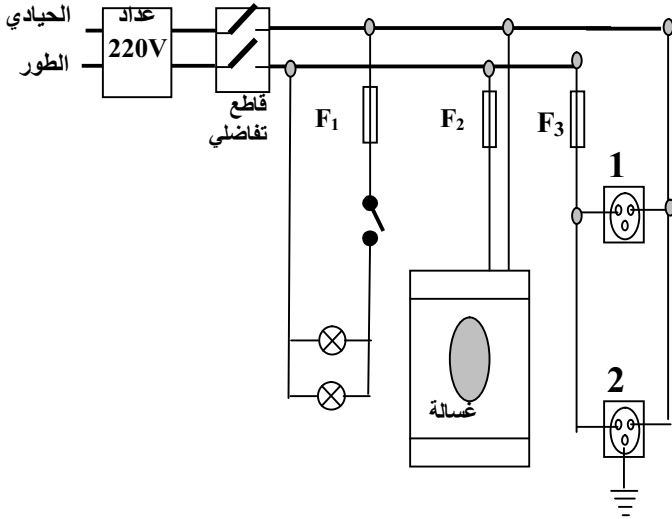 الحيادي
الطور
عداد
220V
قاطع
تفاضلي
F1
F2
F3
1
2
غسالة